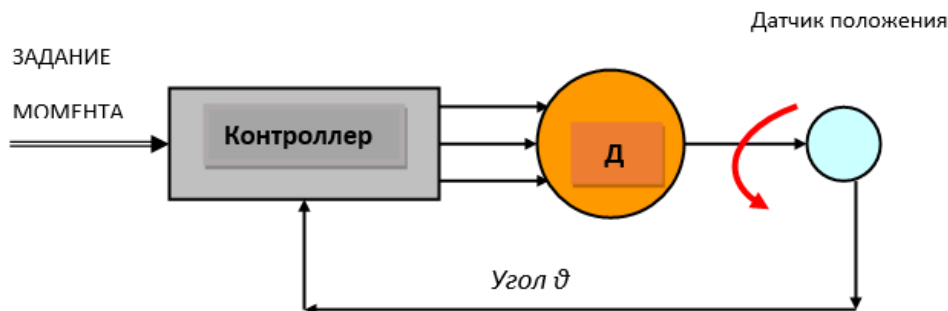 Датчик положения
ЗАДАНИЕ
МОМЕНТА
Контроллер
Д
Угол ϑ